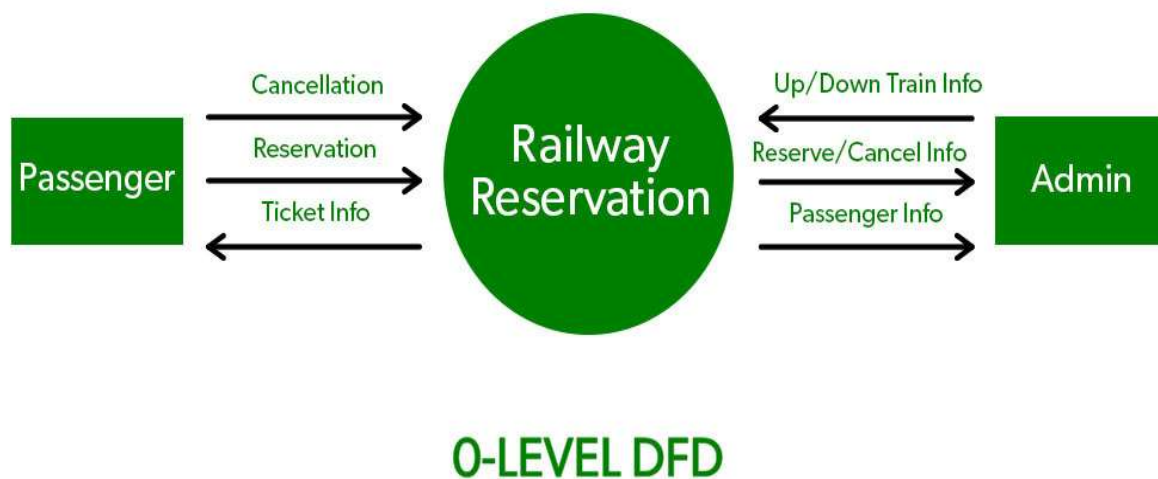 Cancellation
Reservation
Ticket Info
Passenger
Railway
Reservation
Up/Down Train Info
Reserve/Cancel Info
Passenger Info
Admin
0-LEVEL DFD